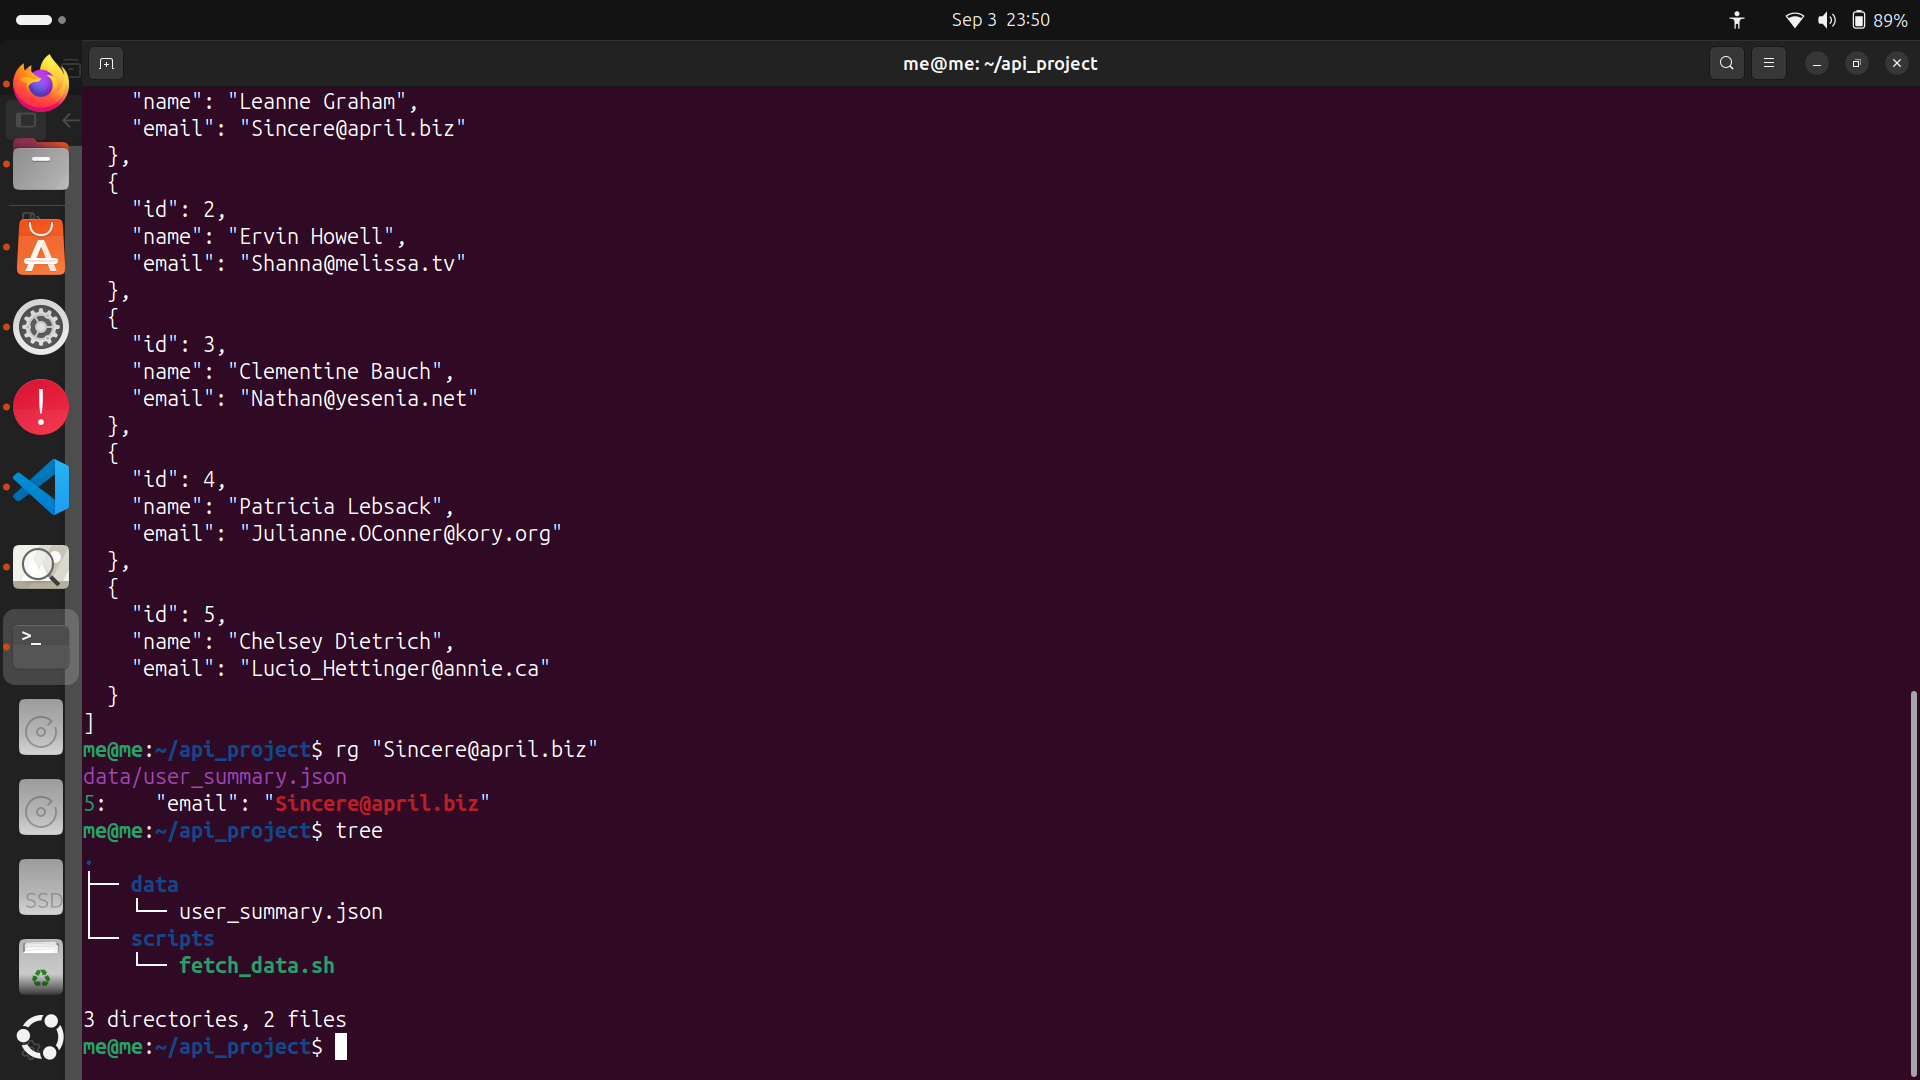 Sep 3 23:50
89%
me@me: ~/api_project
    "name": "Leanne Graham",
    "email": "Sincere@april.biz"
  },
  {
    "id": 2,
    "name": "Ervin Howell",
    "email": "Shanna@melissa.tv"
  },
  {
    "id": 3,
    "name": "Clementine Bauch",
    "email": "Nathan@yesenia.net"
  },
  {
    "id": 4,
    "name": "Patricia Lebsack",
    "email": "Julianne.OConner@kory.org"
  },
  {
    "id": 5,
    "name": "Chelsey Dietrich",
    "email": "Lucio_Hettinger@annie.ca"
  }
]
me@me:~/api_project$ rg "Sincere@april.biz"
data/user_summary.json
5:    "email": "Sincere@april.biz"
me@me:~/api_project$ tree
.
├── data
│   └── user_summary.json
└── scripts
    └── fetch_data.sh

3 directories, 2 files
me@me:~/api_project$
>_
SSD